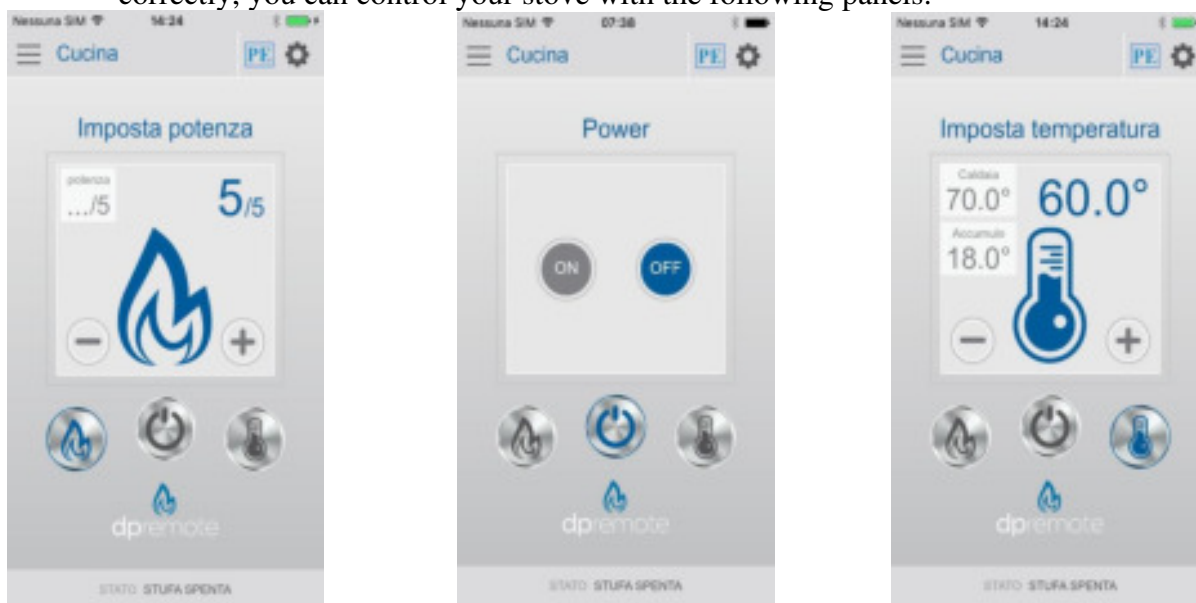 correctly, you can control your stove with the following panels:
Nessuna SIM 14:24
Cucina PE
Imposta potenza
potenza
.../5
5/5
dpremote
STATO STUFA SPENTA
Nessuna SIM 07:38
Cucina PE
Power
ON OFF
dpremote
STATO STUFA SPENTA
Nessuna SIM 14:24
Cucina PE
Imposta temperatura
Caldaia
70.0°
60.0°
Accumulo
18.0°
dpremote
STATO STUFA SPENTA